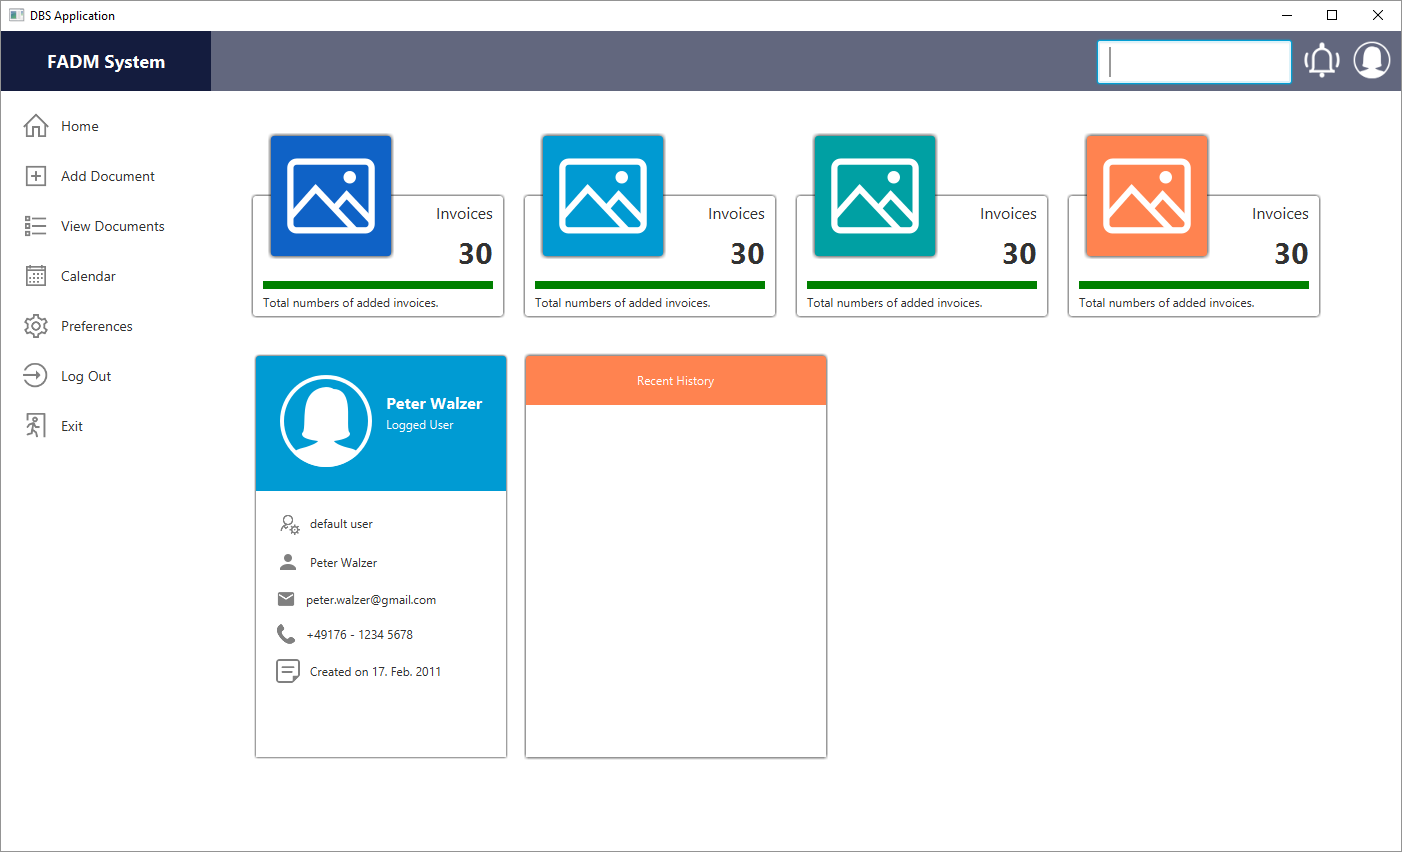 DBS Application
FADM System
Home
Add Document
View Documents
Calendar
Preferences
Log Out
Exit
Invoices
30
Total numbers of added invoices.
Invoices
30
Total numbers of added invoices.
Invoices
30
Total numbers of added invoices.
Invoices
30
Total numbers of added invoices.
Peter Walzer
Logged User
default user
Peter Walzer
peter.walzer@gmail.com
+49176 - 1234 5678
Created on 17. Feb. 2011
Recent History